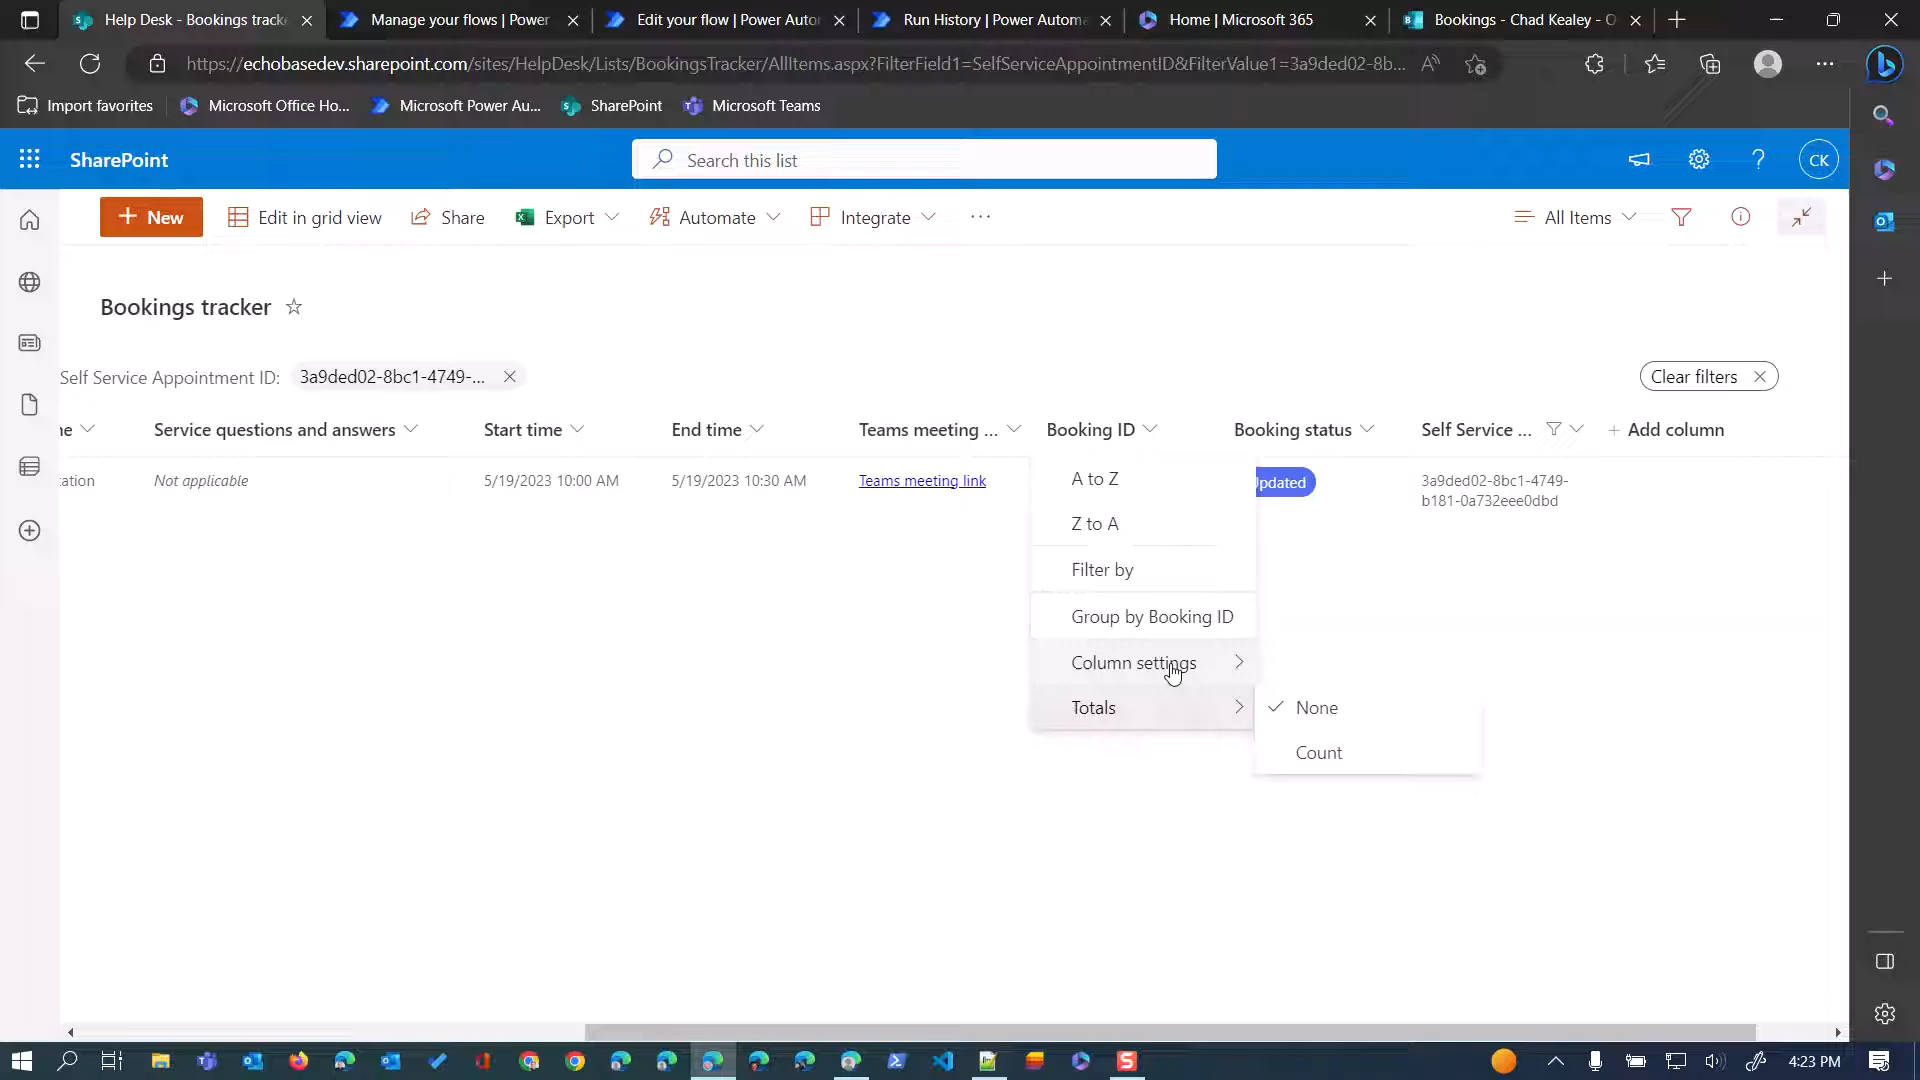 Help Desk - Bookings tracke
Manage your flows | Power
Edit your flow | Power Auto
Run History | Power Automa
Home | Microsoft 365
Bookings - Chad Kealey - O
https://echobasedev.sharepoint.com/sites/HelpDesk/Lists/BookingsTracker/AllItems.aspx?FilterField1=SelfServiceAppointmentID&FilterValue1=3a9ded02-8b...
Import favorites
Microsoft Office Ho...
Microsoft Power Au...
SharePoint
Microsoft Teams
SharePoint
Search this list
CK
New
Edit in grid view
Share
Export
Automate
Integrate
All Items
Bookings tracker
Self Service Appointment ID: 3a9ded02-8bc1-4749-...
Clear filters
ne
Service questions and answers
Start time
End time
Teams meeting ...
Booking ID
Booking status
Self Service ...
Add column
Not applicable
5/19/2023 10:00 AM
5/19/2023 10:30 AM
Teams meeting link
3a9ded02-8bc1-4749-
b181-0a732eee0dbd
A to Z
Z to A
Filter by
Group by Booking ID
Column settings
Totals
None
Count
4:23 PM